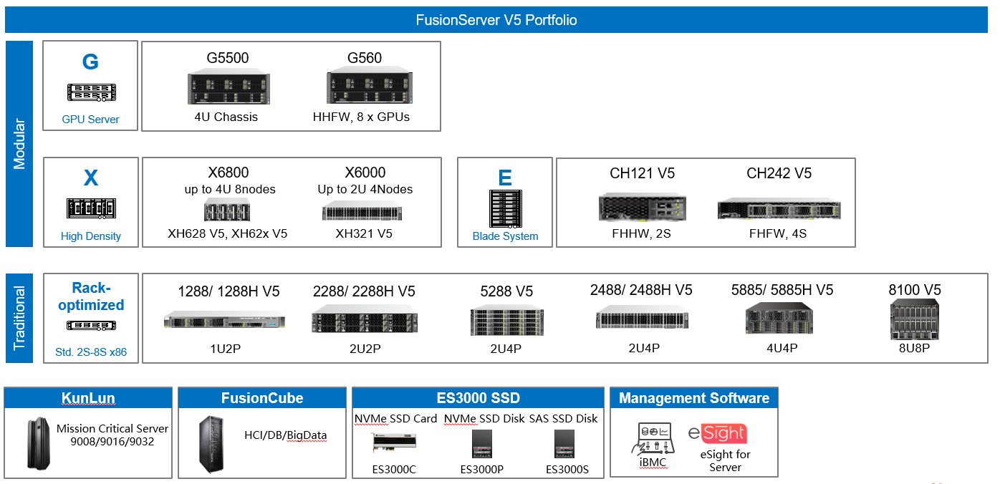 FusionServer V5 Portfolio
Modular
G
GPU Server
G5500
4U Chassis
G560
HHFW, 8 x GPUs
X
High Density
X6800
up to 4U 8nodes
XH628 V5, XH62x V5
X6000
Up to 2U 4Nodes
XH321 V5
E
Blade System
CH121 V5
FHHW, 2S
CH242 V5
FHFW, 4S
Traditional
Rack-
optimized
Std. 2S-8S x86
1288/ 1288H V5
1U2P
2288/ 2288H V5
2U2P
5288 V5
2U4P
2488/ 2488H V5
2U4P
5885/ 5885H V5
4U4P
8100 V5
8U8P
KunLun
Mission Critical Server
9008/9016/9032
FusionCube
HCI/DB/BigData
ES3000 SSD
NVMe SSD Card
ES3000C
NVMe SSD Disk
ES3000P
SAS SSD Disk
ES3000S
Management Software
iBMC
eSight
eSight for
Server